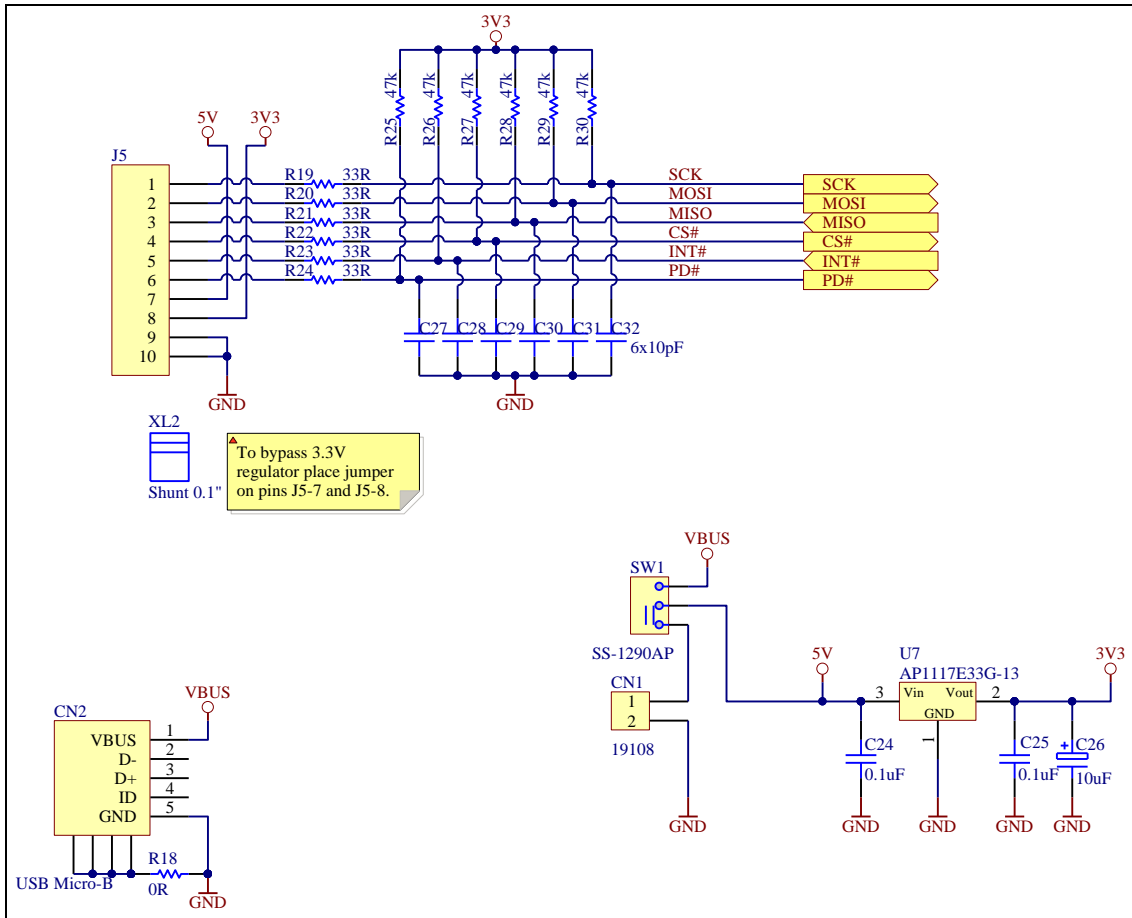 3V3
47k 47k 47k 47k 47k 47k
R25 R26 R27 R28 R29 R30
5V 3V3
J5
1 R19 33R SCK SCK
2 R20 33R MOSI MOSI
3 R21 33R MISO MISO
4 R22 33R CS# CS#
5 R23 33R INT# INT#
6 R24 33R PD# PD#
7
8
9
10
C27 C28 C29 C30 C31 C32
6x10pF
GND GND
XL2
Shunt 0.1"
To bypass 3.3V
regulator place jumper
on pins J5-7 and J5-8.
VBUS
SW1
SS-1290AP
CN1
1
2
19108
GND
5V
U7
AP1117E33G-13
3V3
3 Vin Vout 2
GND
1
C24
0.1uF
C25
0.1uF
C26
+
10uF
GND GND GND GND
VBUS
CN2
VBUS 1
D- 2
D+ 3
ID 4
GND 5
R18
0R
USB Micro-B
GND